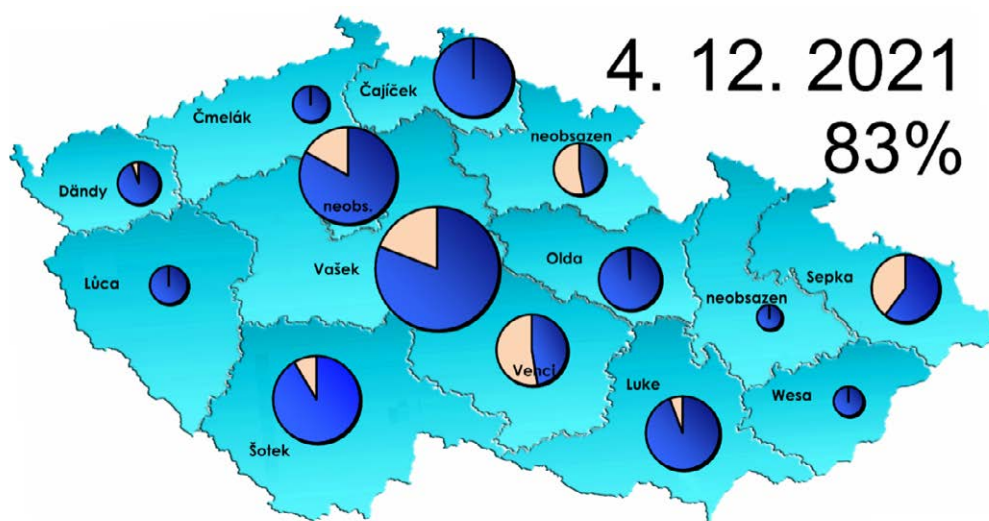 4. 12. 2021
83%
Čajíček
Čmelák
neobsazen
Dändy
neobs.
Vašek
Olda
Lůca
neobsazen
Sepka
Venci
Luke
Wesa
Šotek